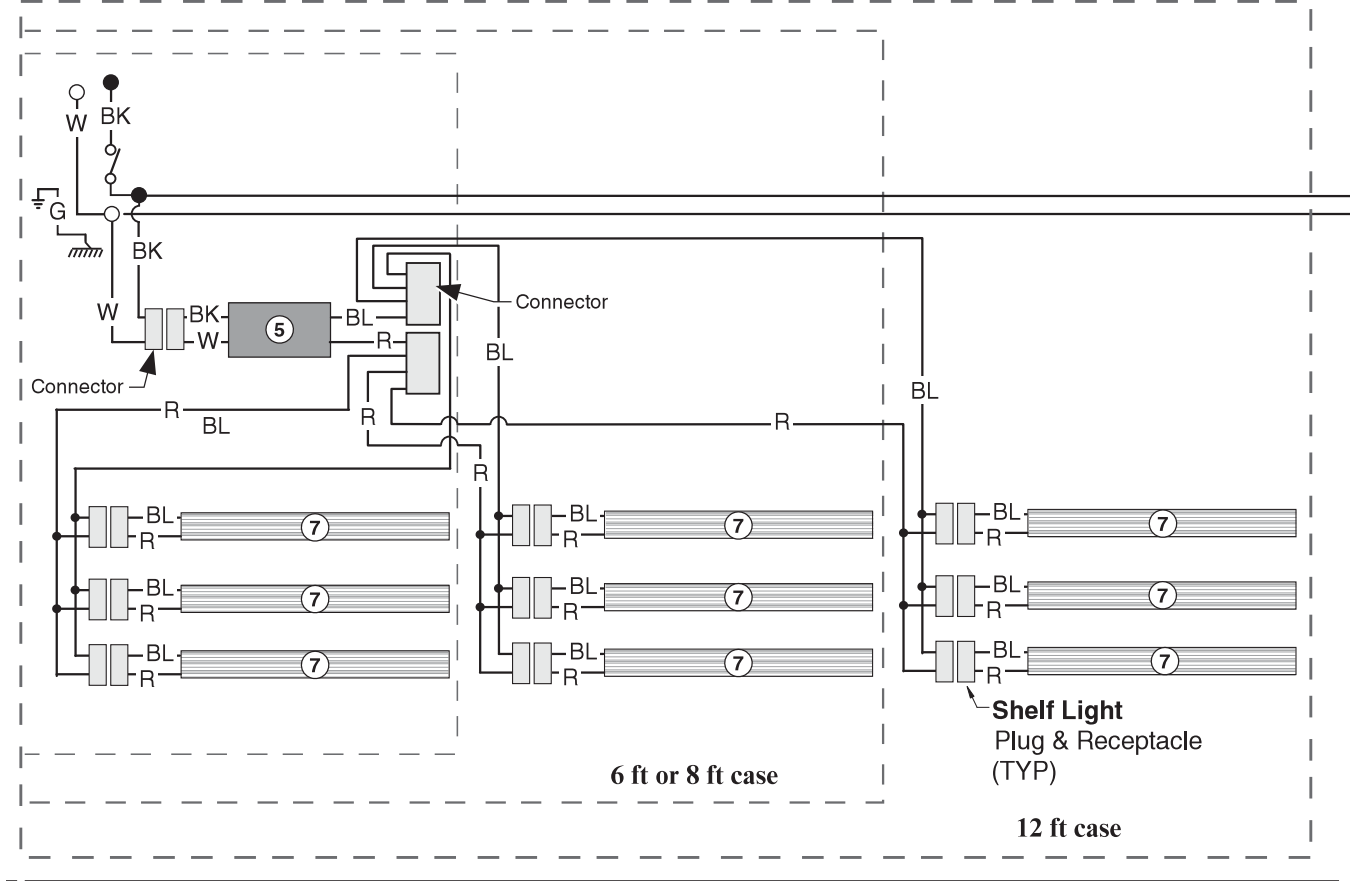 W
BK
G
BK
W
BK
W
5
BL
R
Connector
Connector
BL
BL
R
BL
R
R
R
BL
R
7
BL
R
7
BL
R
7
BL
R
7
BL
R
7
BL
R
7
BL
R
7
BL
R
7
BL
R
7
Shelf Light
Plug & Receptacle
(TYP)
6 ft or 8 ft case
12 ft case